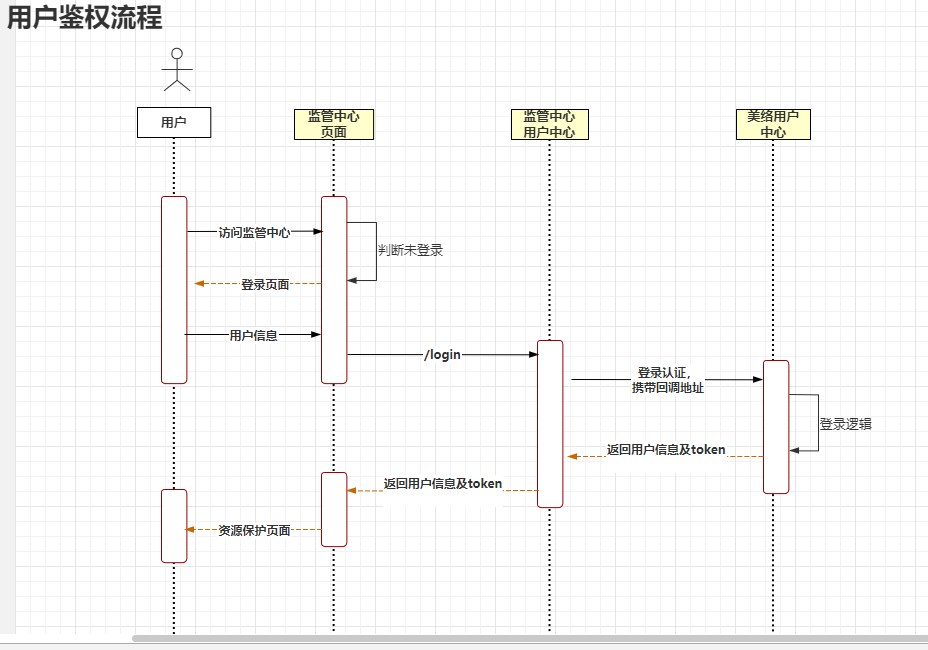 用户鉴权流程
用户
监管中心
页面
监管中心
用户中心
美络用户
中心
访问监管中心
判断未登录
登录页面
用户信息
/login
登录认证,
携带回调地址
登录逻辑
返回用户信息及token
返回用户信息及token
资源保护页面